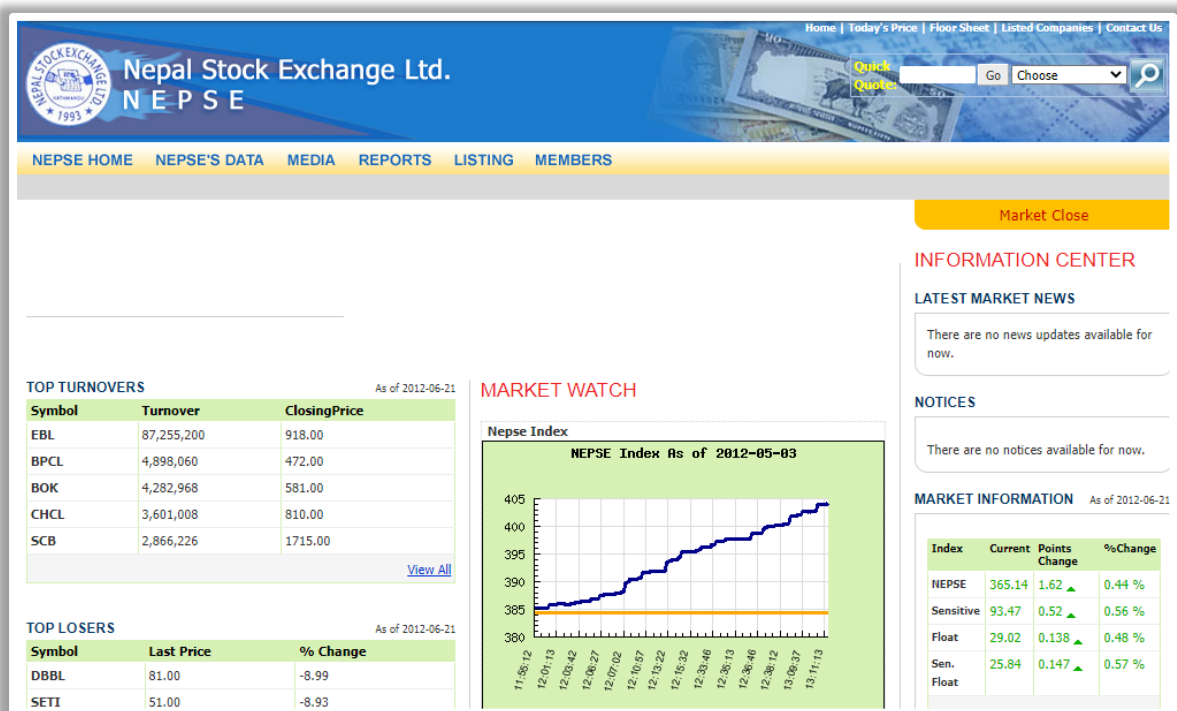 Home | Today's Price | Floor Sheet | Listed Companies | Contact Us
NEPAL STOCK EXCHANGE LTD.
KATHMANDU
★ 1993 ★
Nepal Stock Exchange Ltd.
N E P S E
Quick Quote: Go Choose
NEPSE HOME NEPSE'S DATA MEDIA REPORTS LISTING MEMBERS
Market Close
INFORMATION CENTER
LATEST MARKET NEWS
There are no news updates available for
now.
NOTICES
There are no notices available for now.
TOP TURNOVERS As of 2012-06-21
Symbol Turnover ClosingPrice
EBL 87,255,200 918.00
BPCL 4,898,060 472.00
BOK 4,282,968 581.00
CHCL 3,601,008 810.00
SCB 2,866,226 1715.00
View All
TOP LOSERS As of 2012-06-21
Symbol Last Price % Change
DBBL 81.00 -8.99
SETI 51.00 -8.93
MARKET WATCH
Nepse Index
NEPSE Index As of 2012-05-03
405
400
395
390
385
380
11:55:12 12:01:13 12:03:42 12:06:27 12:07:02 12:10:57 12:13:22 12:15:32 12:33:46 12:35:13 12:36:46 12:38:12 13:09:37 13:11:13
MARKET INFORMATION As of 2012-06-21
Index Current Points Change %Change
NEPSE 365.14 1.62 0.44 %
Sensitive 93.47 0.52 0.56 %
Float 29.02 0.138 0.48 %
Sen. Float 25.84 0.147 0.57 %